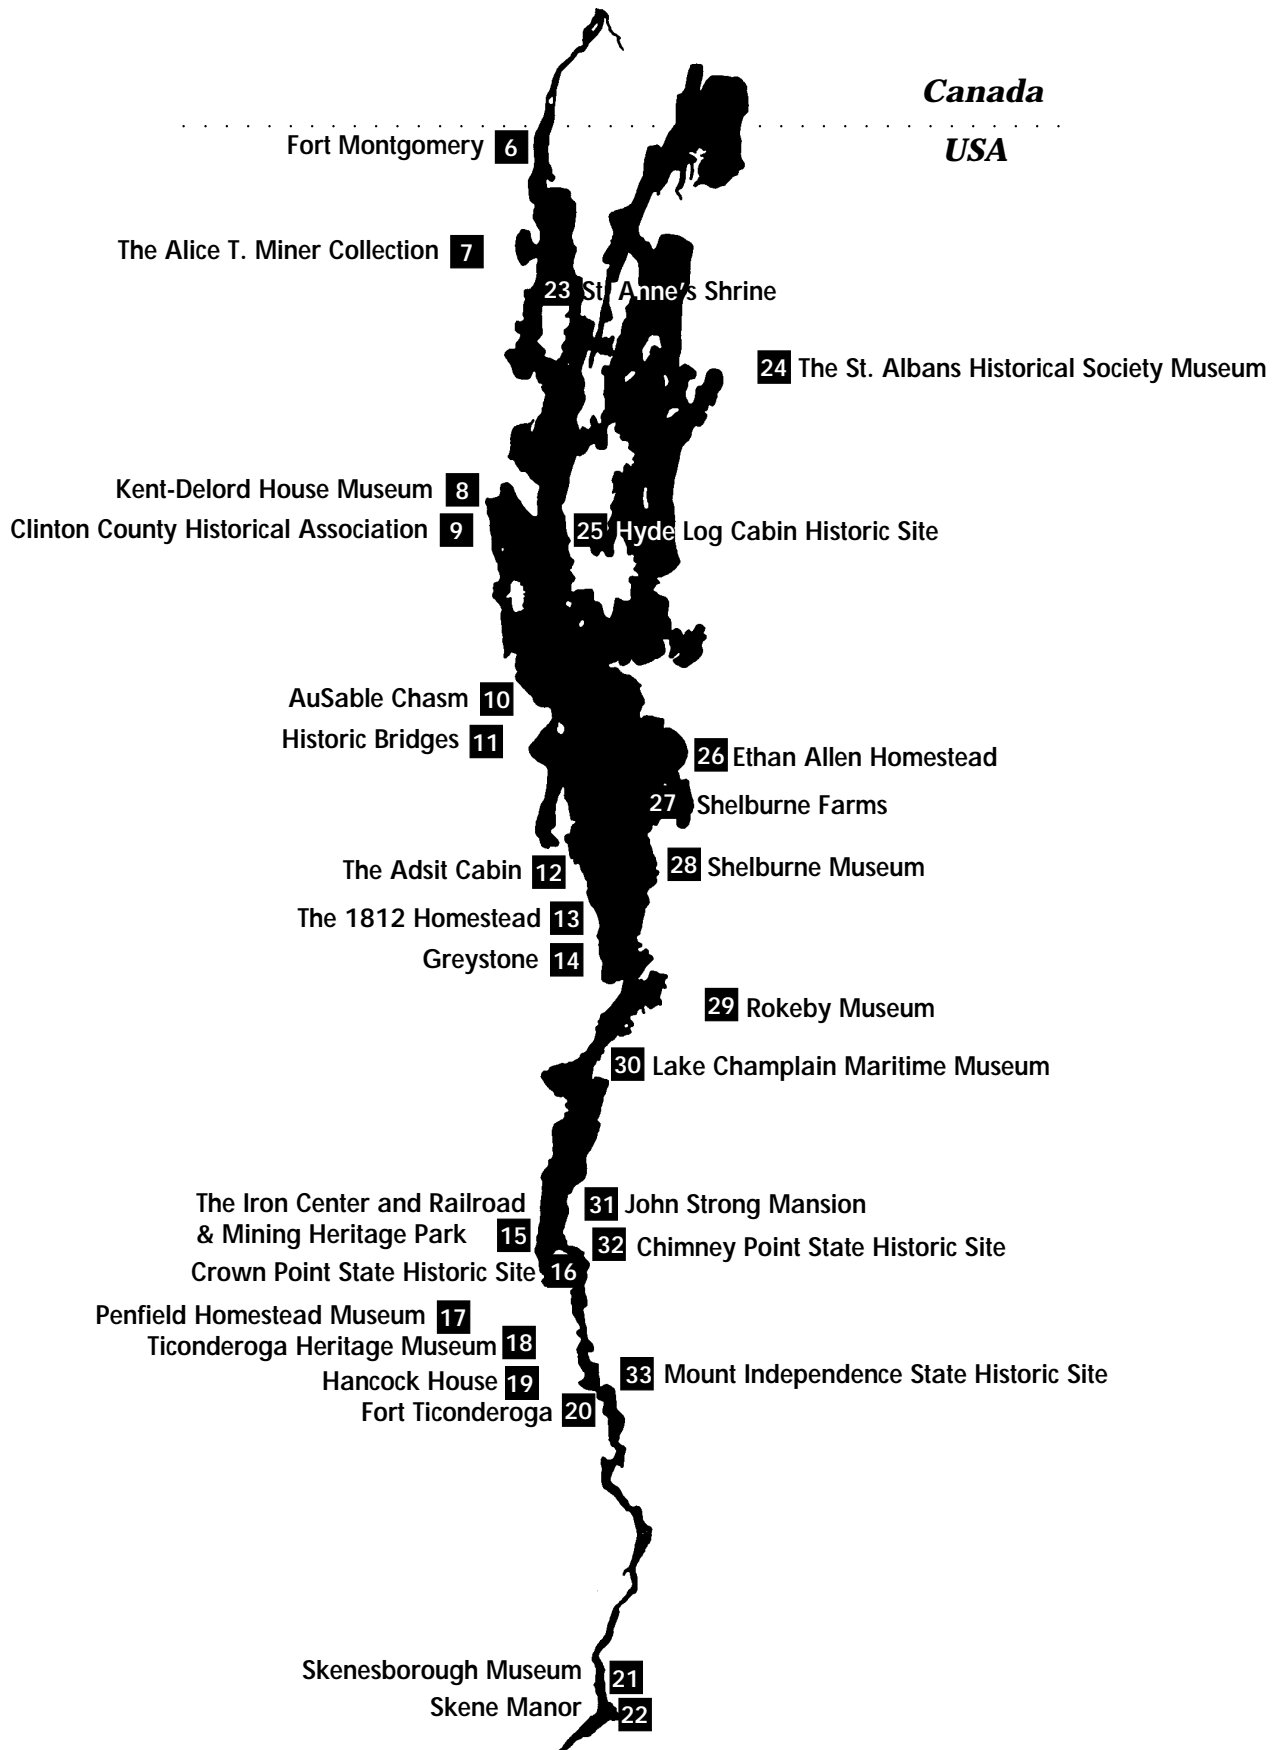 Canada
USA
Fort Montgomery 6
The Alice T. Miner Collection 7
23 St. Anne's Shrine
24 The St. Albans Historical Society Museum
Kent-Delord House Museum 8
Clinton County Historical Association 9
25 Hyde Log Cabin Historic Site
AuSable Chasm 10
Historic Bridges 11
26 Ethan Allen Homestead
27 Shelburne Farms
The Adsit Cabin 12
28 Shelburne Museum
The 1812 Homestead 13
Greystone 14
29 Rokeby Museum
30 Lake Champlain Maritime Museum
The Iron Center and Railroad
& Mining Heritage Park 15
31 John Strong Mansion
32 Chimney Point State Historic Site
Crown Point State Historic Site 16
Penfield Homestead Museum 17
Ticonderoga Heritage Museum 18
Hancock House 19
33 Mount Independence State Historic Site
Fort Ticonderoga 20
Skenesborough Museum 21
Skene Manor 22